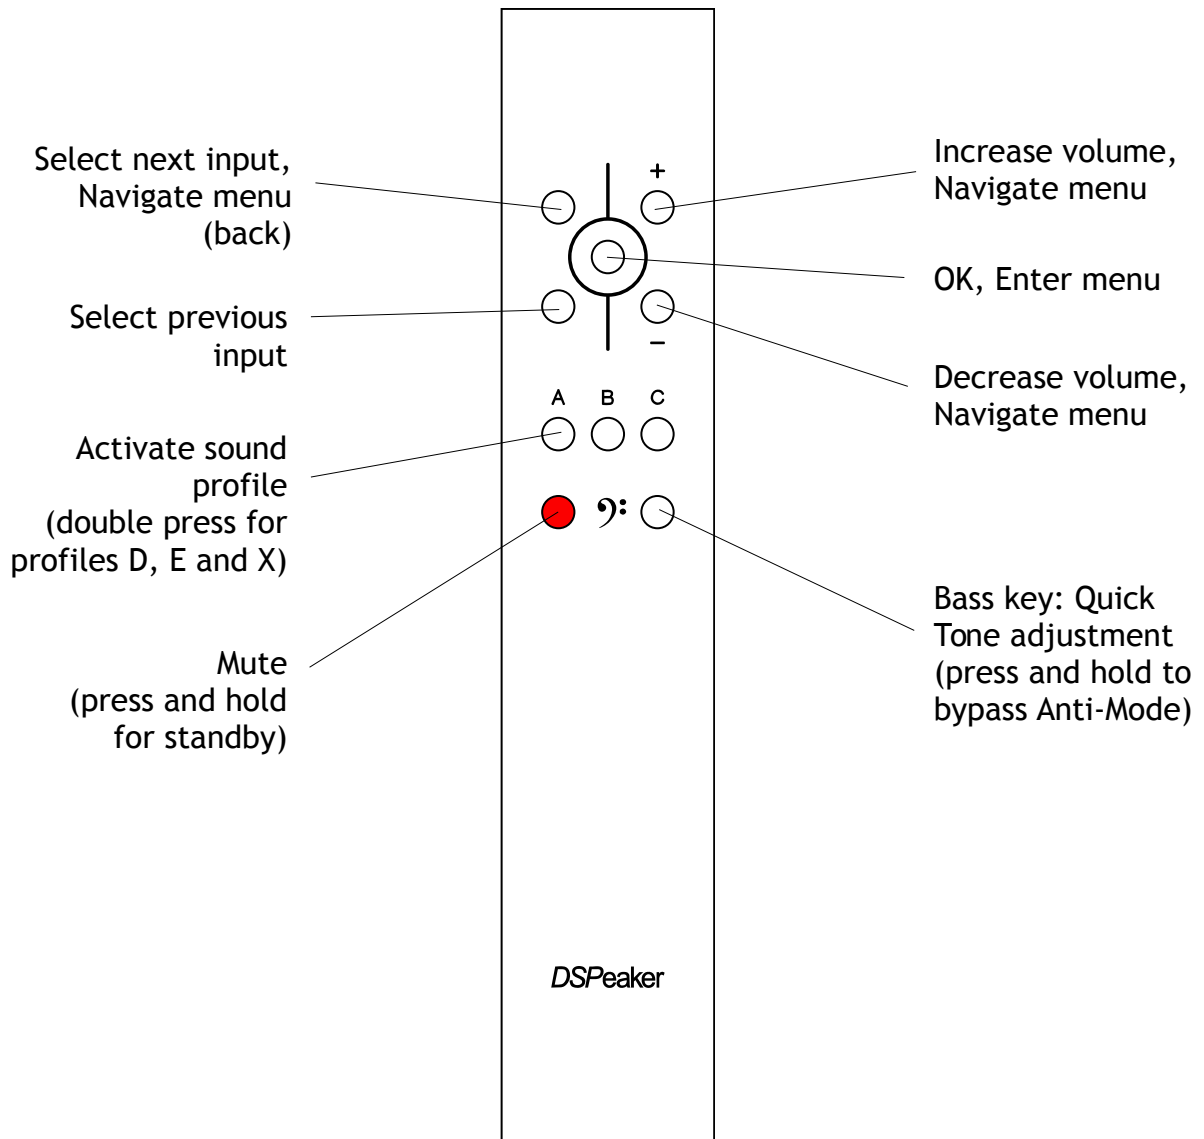 Select next input,
Navigate menu
(back)
Select previous
input
Activate sound
profile
(double press for
profiles D, E and X)
Mute
(press and hold
for standby)
+
−
A B C
DSPeaker
Increase volume,
Navigate menu
OK, Enter menu
Decrease volume,
Navigate menu
Bass key: Quick
Tone adjustment
(press and hold to
bypass Anti-Mode)